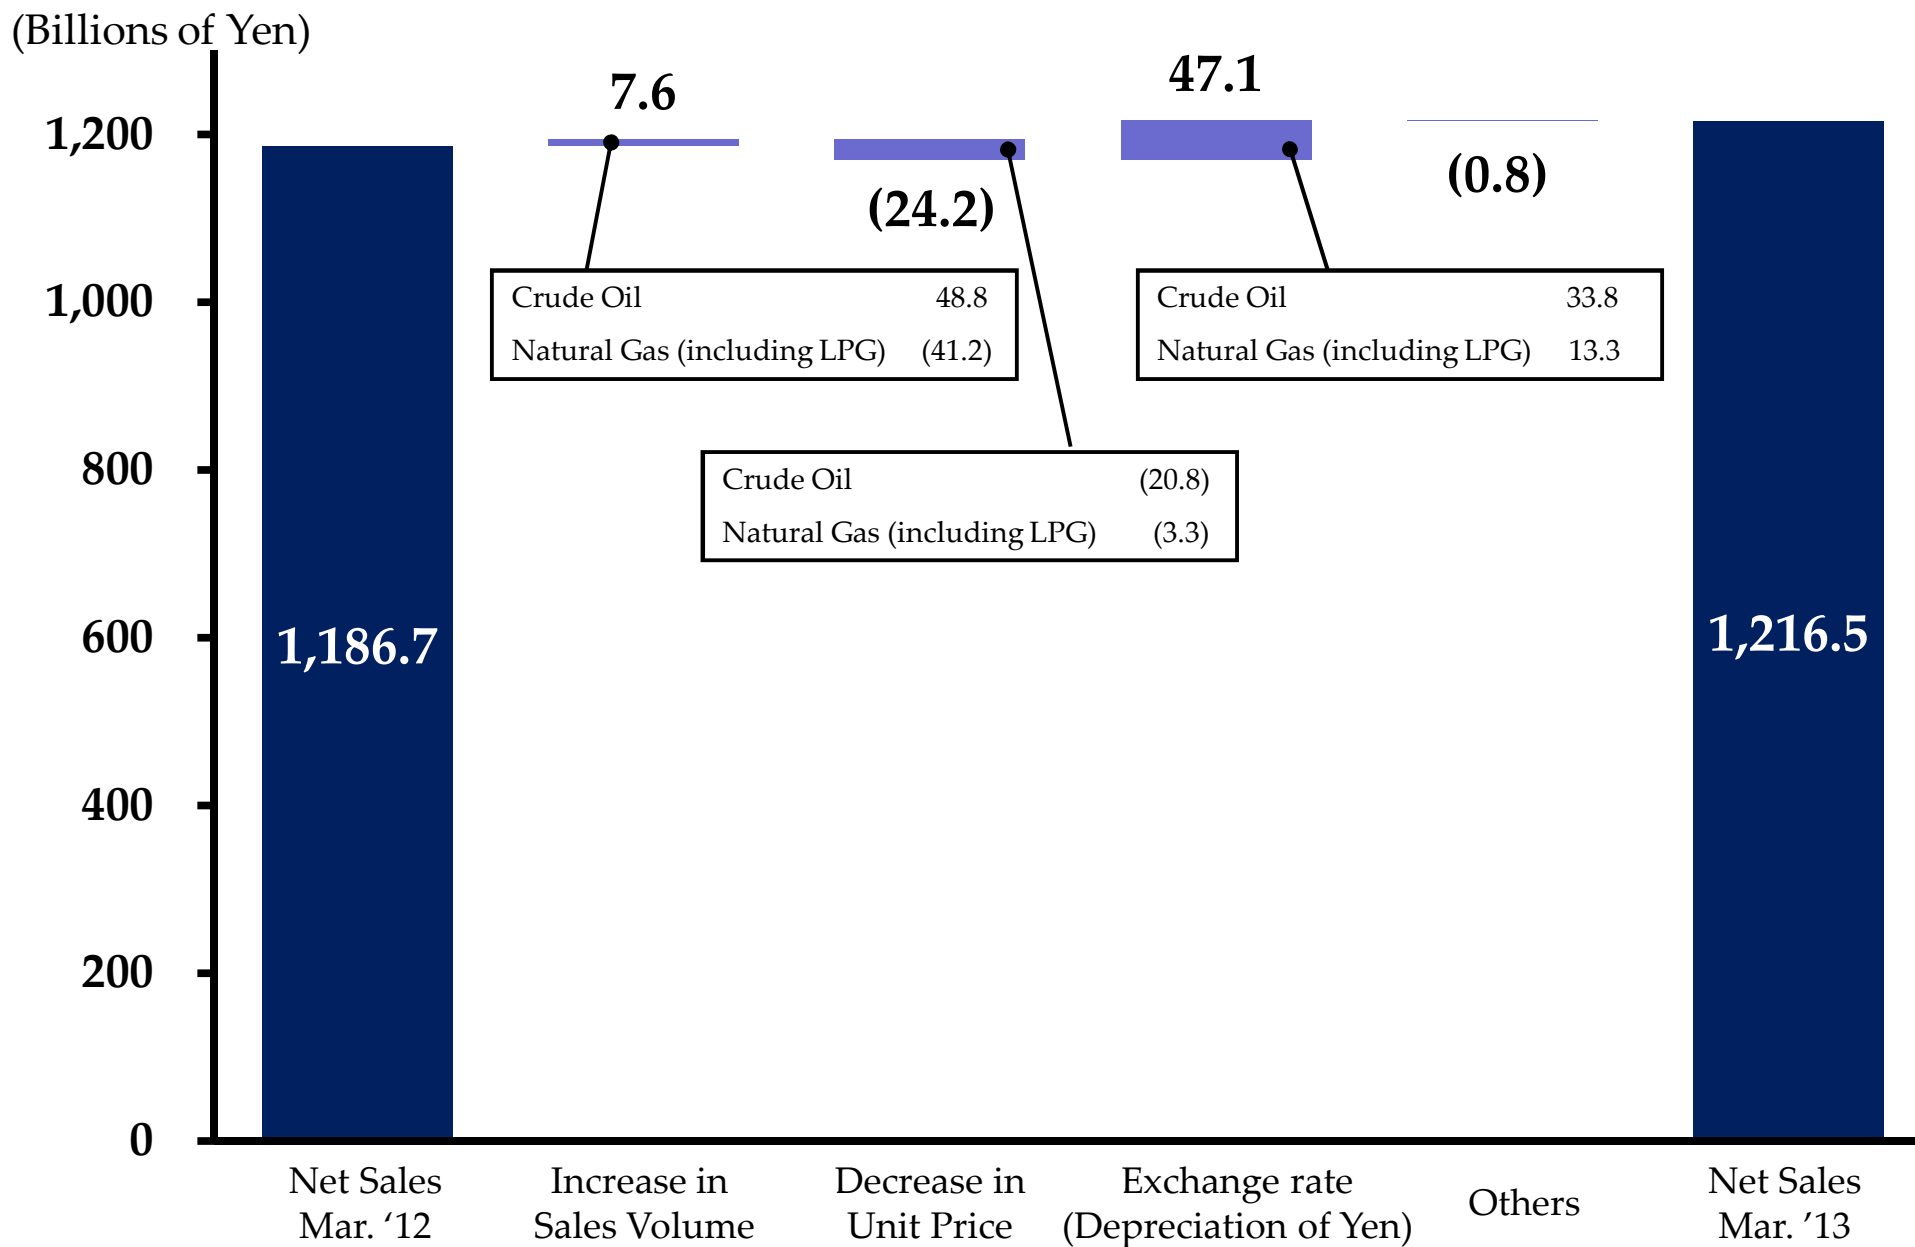 (Billions of Yen)
7.6
47.1
1,200
(0.8)
(24.2)
1,000
Crude Oil 48.8
Natural Gas (including LPG) (41.2)
Crude Oil 33.8
Natural Gas (including LPG) 13.3
800
Crude Oil (20.8)
Natural Gas (including LPG) (3.3)
600
1,186.7
1,216.5
400
200
0
Net Sales
Mar. ‘12
Increase in
Sales Volume
Decrease in
Unit Price
Exchange rate
(Depreciation of Yen)
Others
Net Sales
Mar. ’13